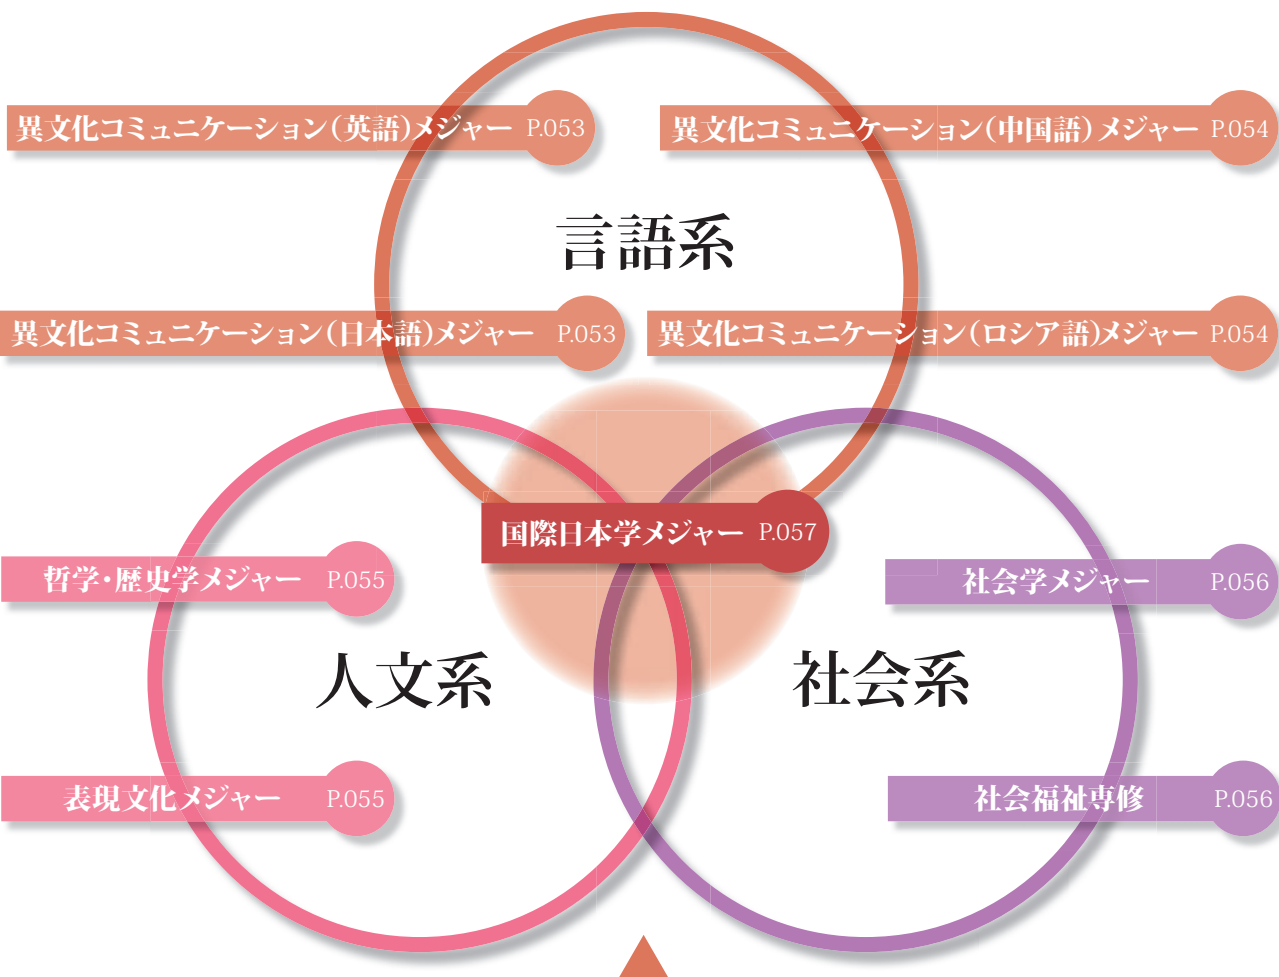 異文化コミュニケーション(英語)メジャー P.053
異文化コミュニケーション(中国語)メジャー P.054
言語系
異文化コミュニケーション(日本語)メジャー P.053
異文化コミュニケーション(ロシア語)メジャー P.054
国際日本学メジャー P.057
哲学・歴史学メジャー P.055
社会学メジャー P.056
人文系
社会系
表現文化メジャー P.055
社会福祉専修 P.056